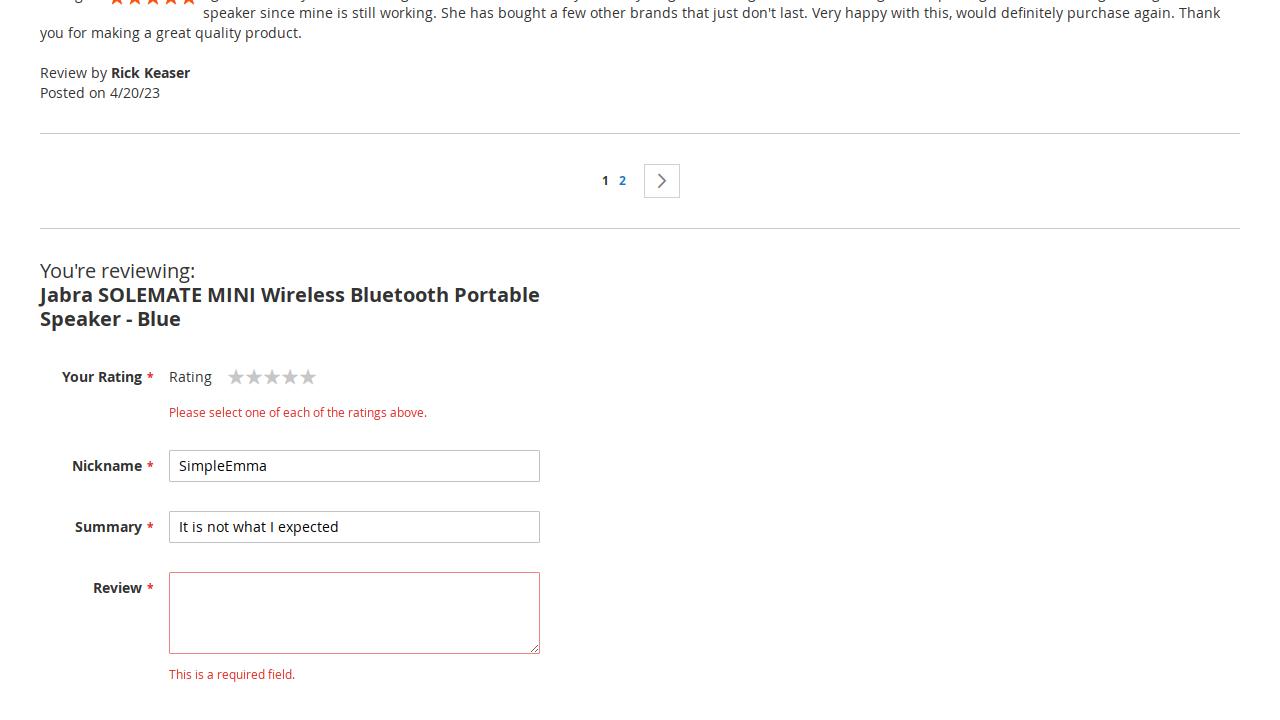 speaker since mine is still working. She has bought a few other brands that just don't last. Very happy with this, would definitely purchase again. Thank
you for making a great quality product.
Review by Rick Keaser
Posted on 4/20/23
1 2
You're reviewing:
Jabra SOLEMATE MINI Wireless Bluetooth Portable
Speaker - Blue
Your Rating * Rating
Please select one of each of the ratings above.
Nickname * SimpleEmma
Summary * It is not what I expected
Review *
This is a required field.